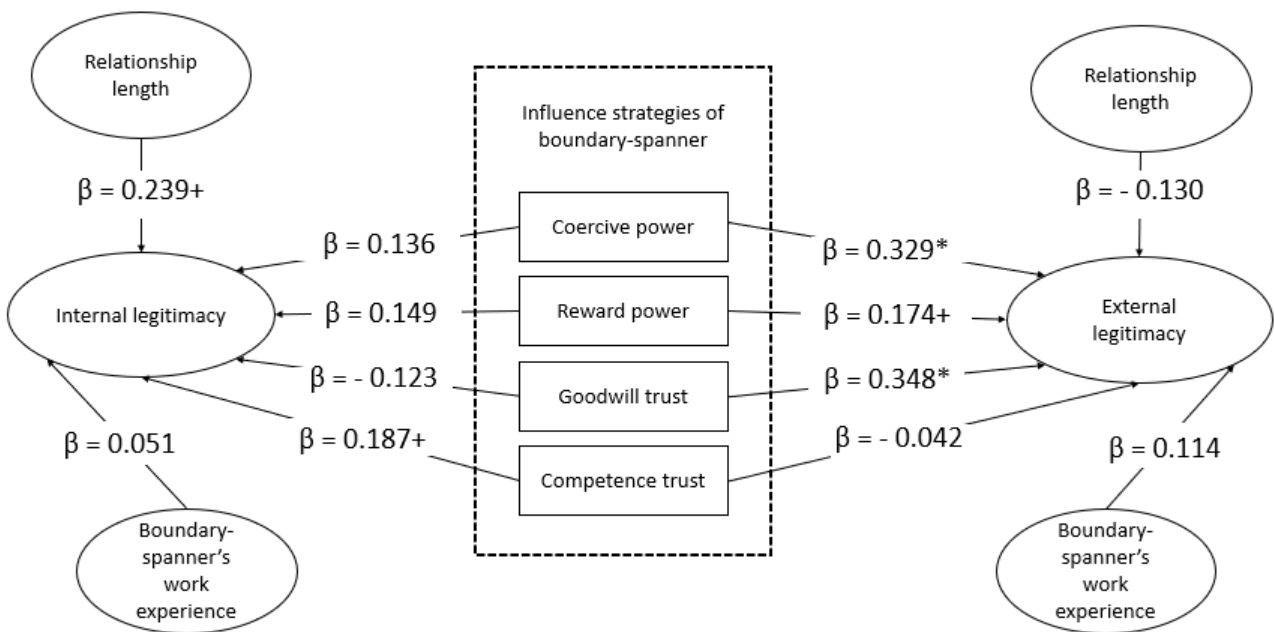 Relationship
length
β = 0.239+
β = 0.136
β = 0.149
Internal legitimacy
β = - 0.123
β = 0.187+
β = 0.051
Boundary-
spanner's
work
experience
Influence strategies of
boundary-spanner
Coercive power
Reward power
Goodwill trust
Competence trust
Relationship
length
β = - 0.130
β = 0.329*
β = 0.174+
External
legitimacy
β = 0.348*
β = - 0.042
β = 0.114
Boundary-
spanner's
work
experience